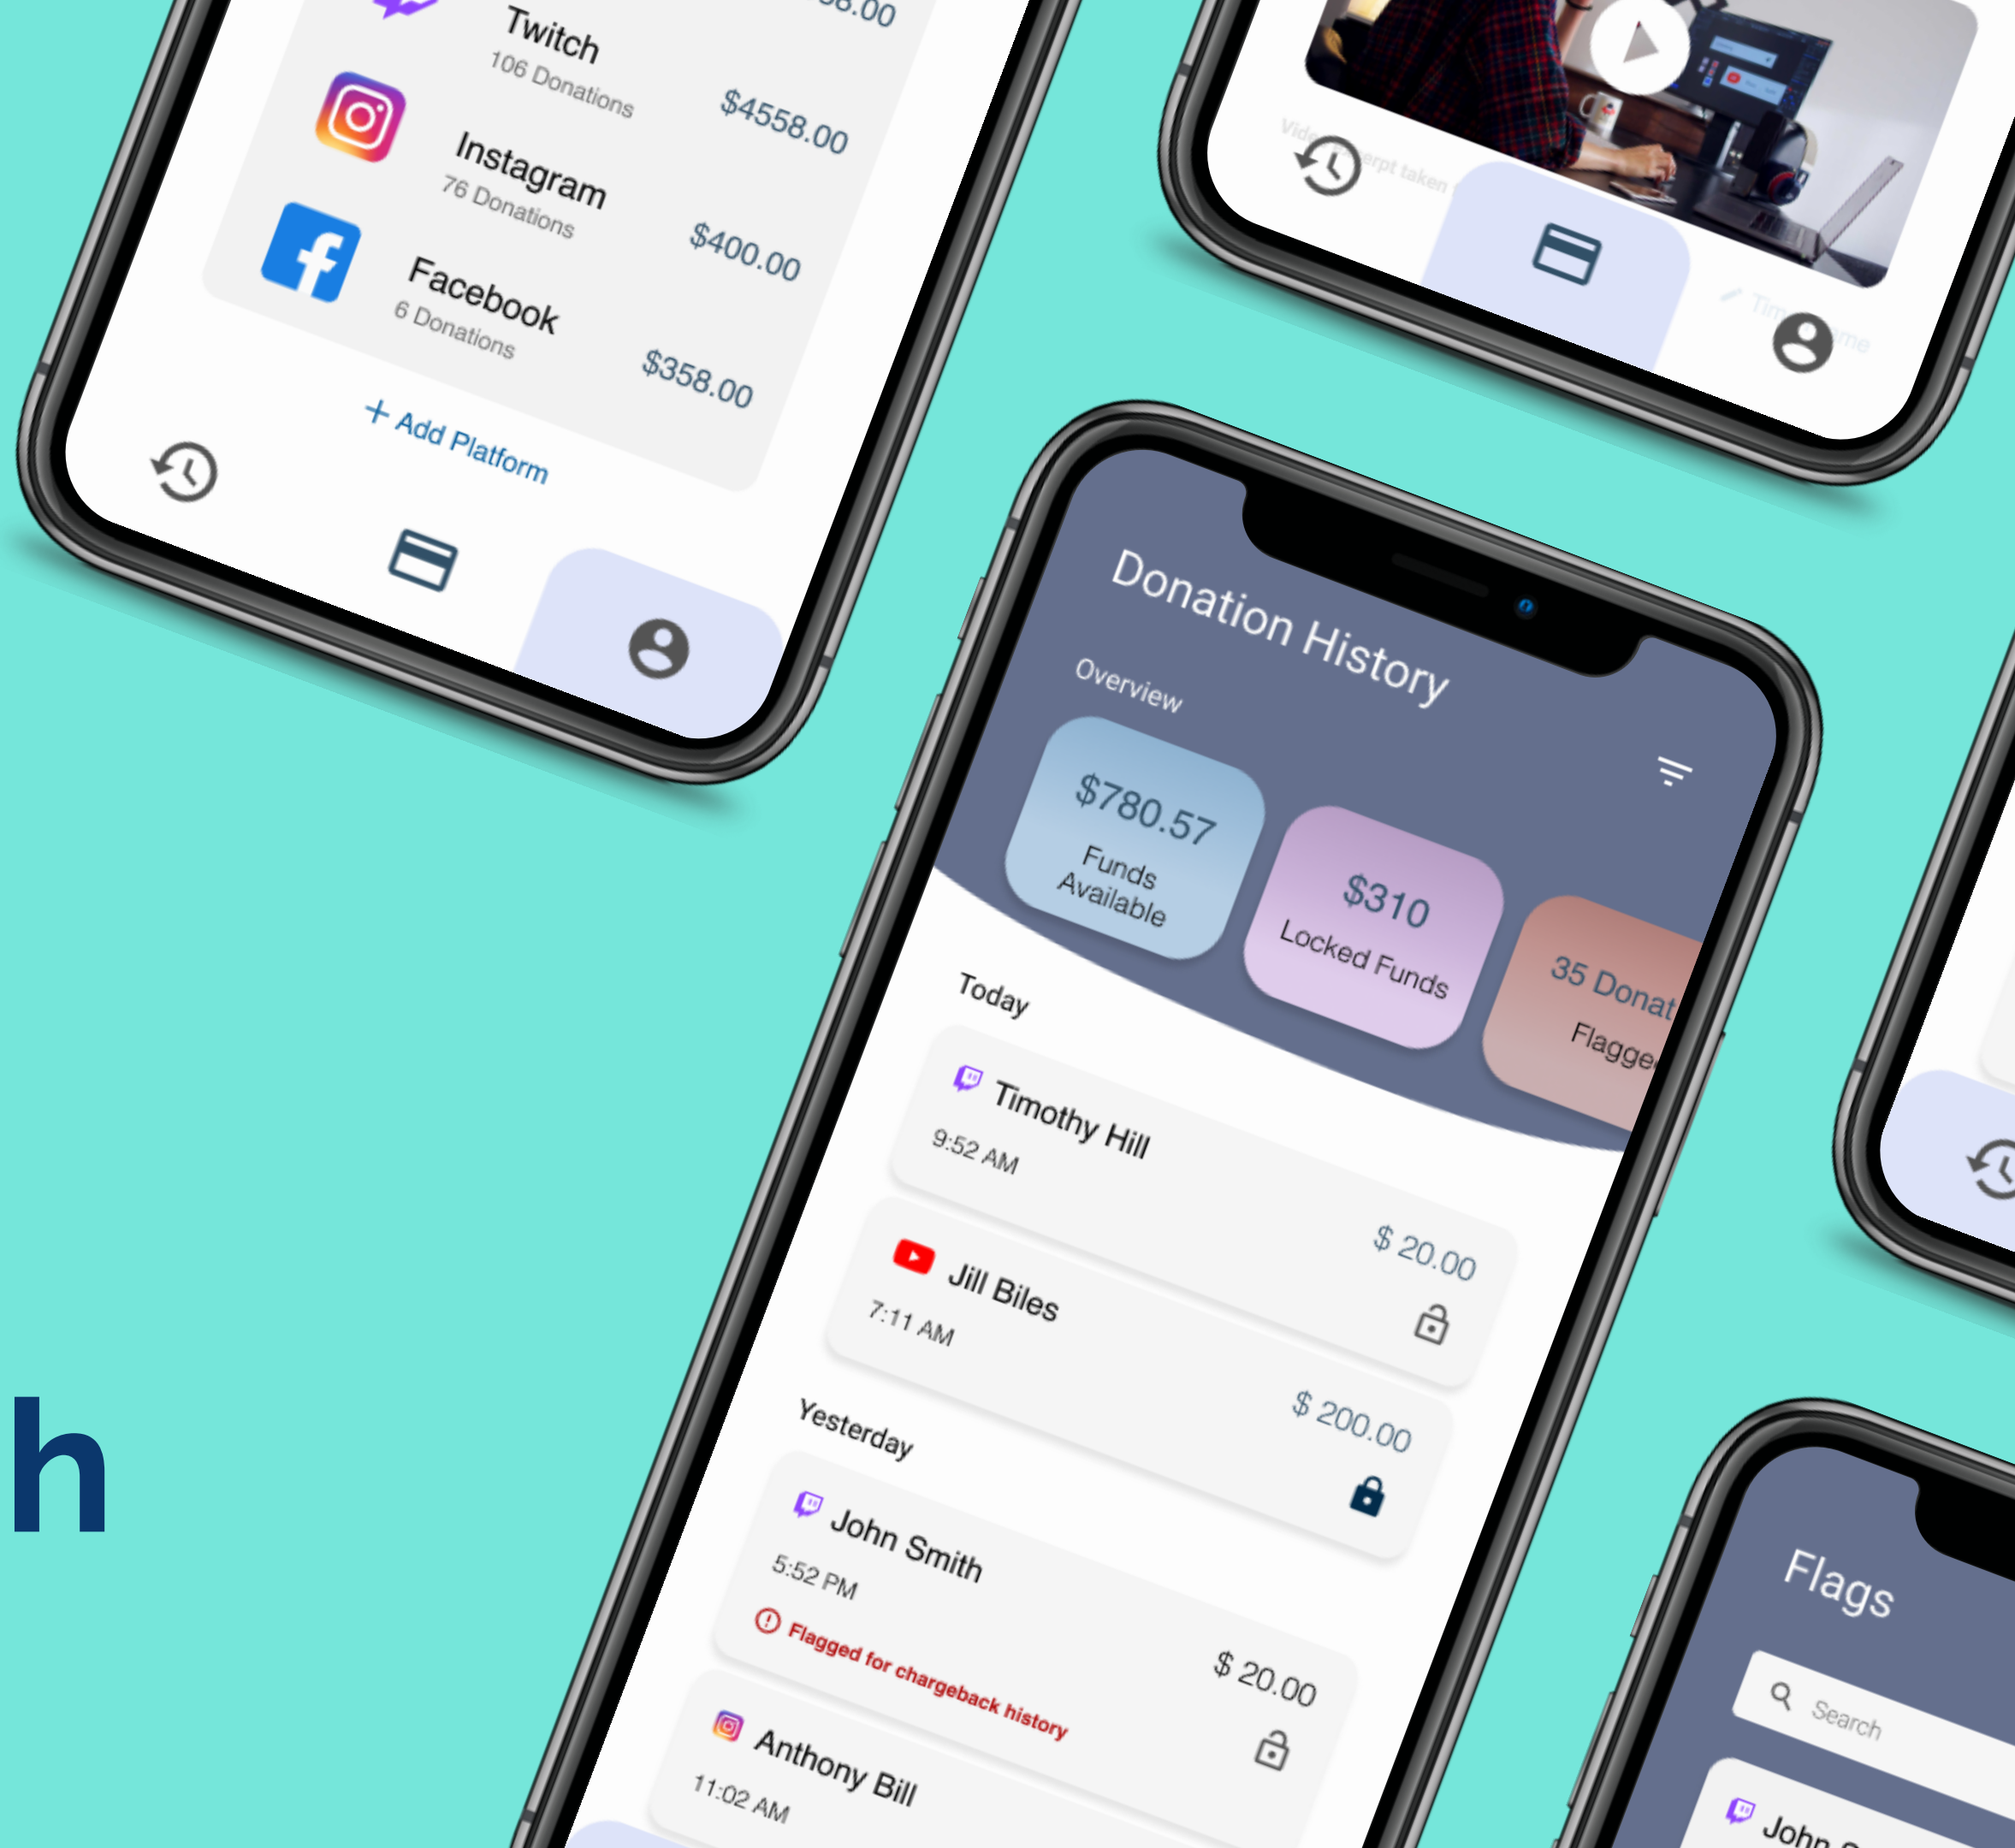 Twitch
106 Donations
$4558.00
Instagram
76 Donations
$400.00
Facebook
6 Donations
$358.00
+ Add Platform
Donation History
Overview
$780.57
Funds
Available
$310
Locked Funds
35 Donat
Flagge
Today
Timothy Hill
9:52 AM
$ 20.00
Jill Biles
7:11 AM
$ 200.00
Yesterday
John Smith
5:52 PM
Flagged for chargeback history
$ 20.00
Anthony Bill
11:02 AM
Flags
Search
John
h